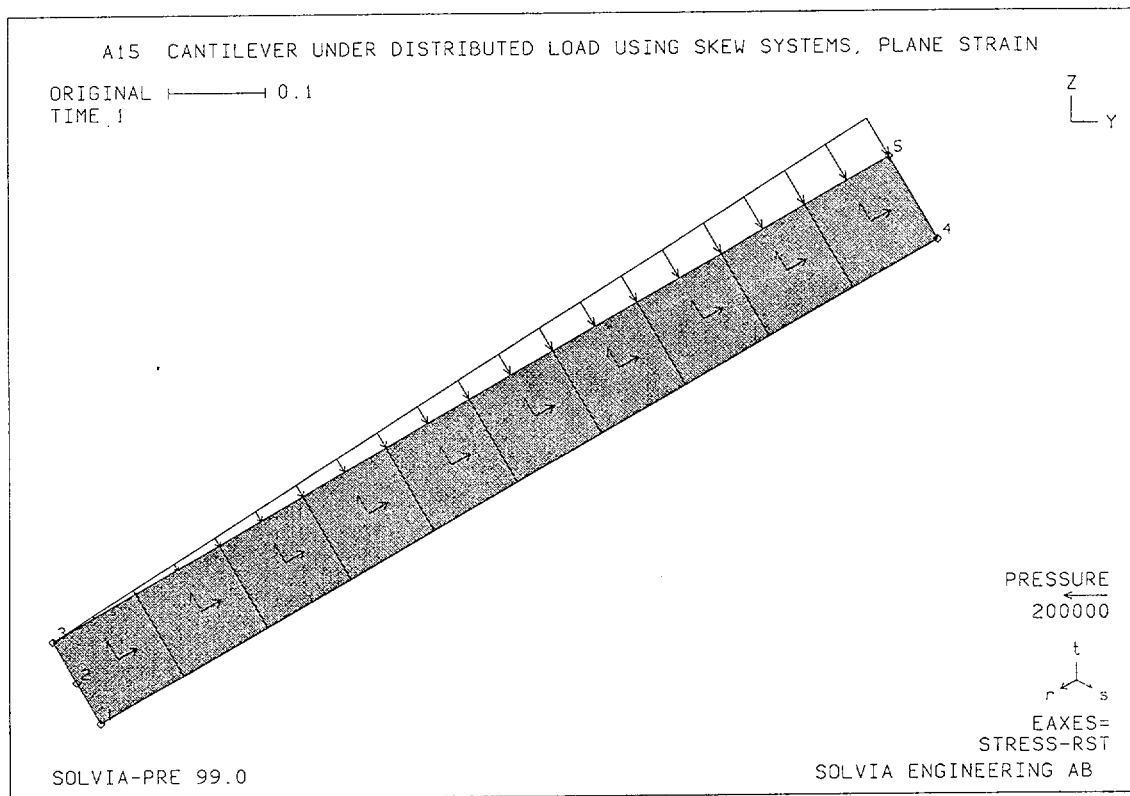 A15 CANTILEVER UNDER DISTRIBUTED LOAD USING SKEW SYSTEMS, PLANE STRAIN
ORIGINAL 0.1
TIME 1
Z
Y
5
4
3
2
1
PRESSURE
200000
t
r s
EAXES=
STRESS-RST
SOLVIA-PRE 99.0
SOLVIA ENGINEERING AB